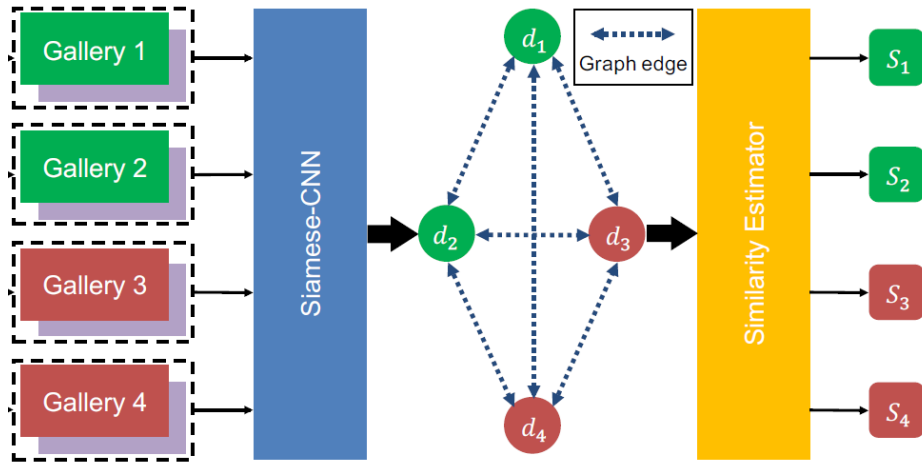 Gallery 1
Gallery 2
Gallery 3
Gallery 4
Siamese-CNN
d₁
d₂
d₃
d₄
Graph edge
Similarity Estimator
S₁
S₂
S₃
S₄